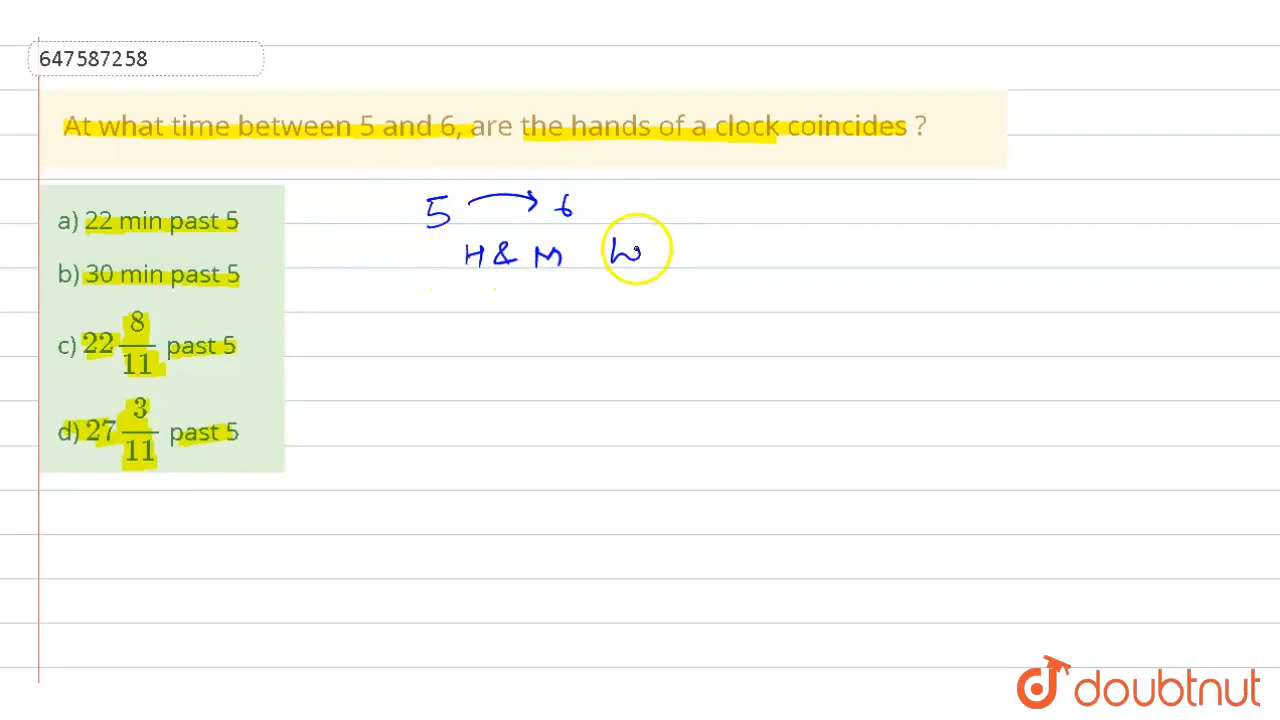 647587258
At what time between 5 and 6, are the hands of a clock coincides ?
a) 22 min past 5
b) 30 min past 5
c) 22 8/11 past 5
d) 27 3/11 past 5
5 → 6
H & M
doubtnut